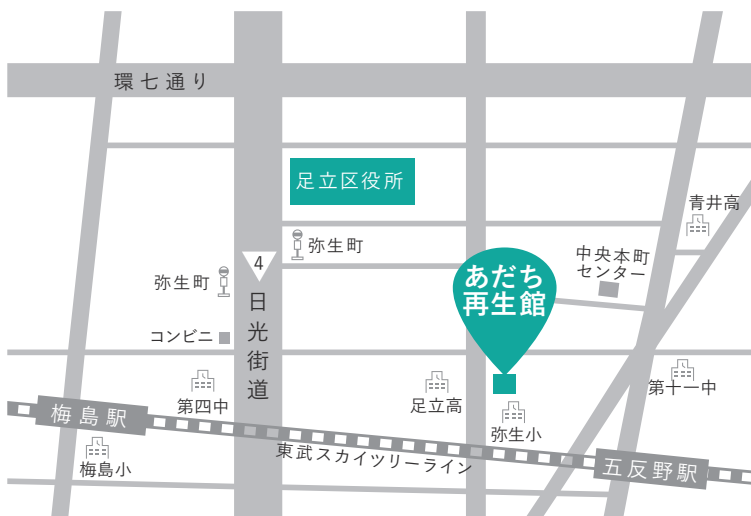 環七通り
足立区役所
青井高
弥生町
中央本町
センター
4
あだち
再生館
弥生町
日光街道
コンビニ
第四中
足立高
第十一中
梅島駅
弥生小
東武スカイツリーライン
梅島小
五反野駅